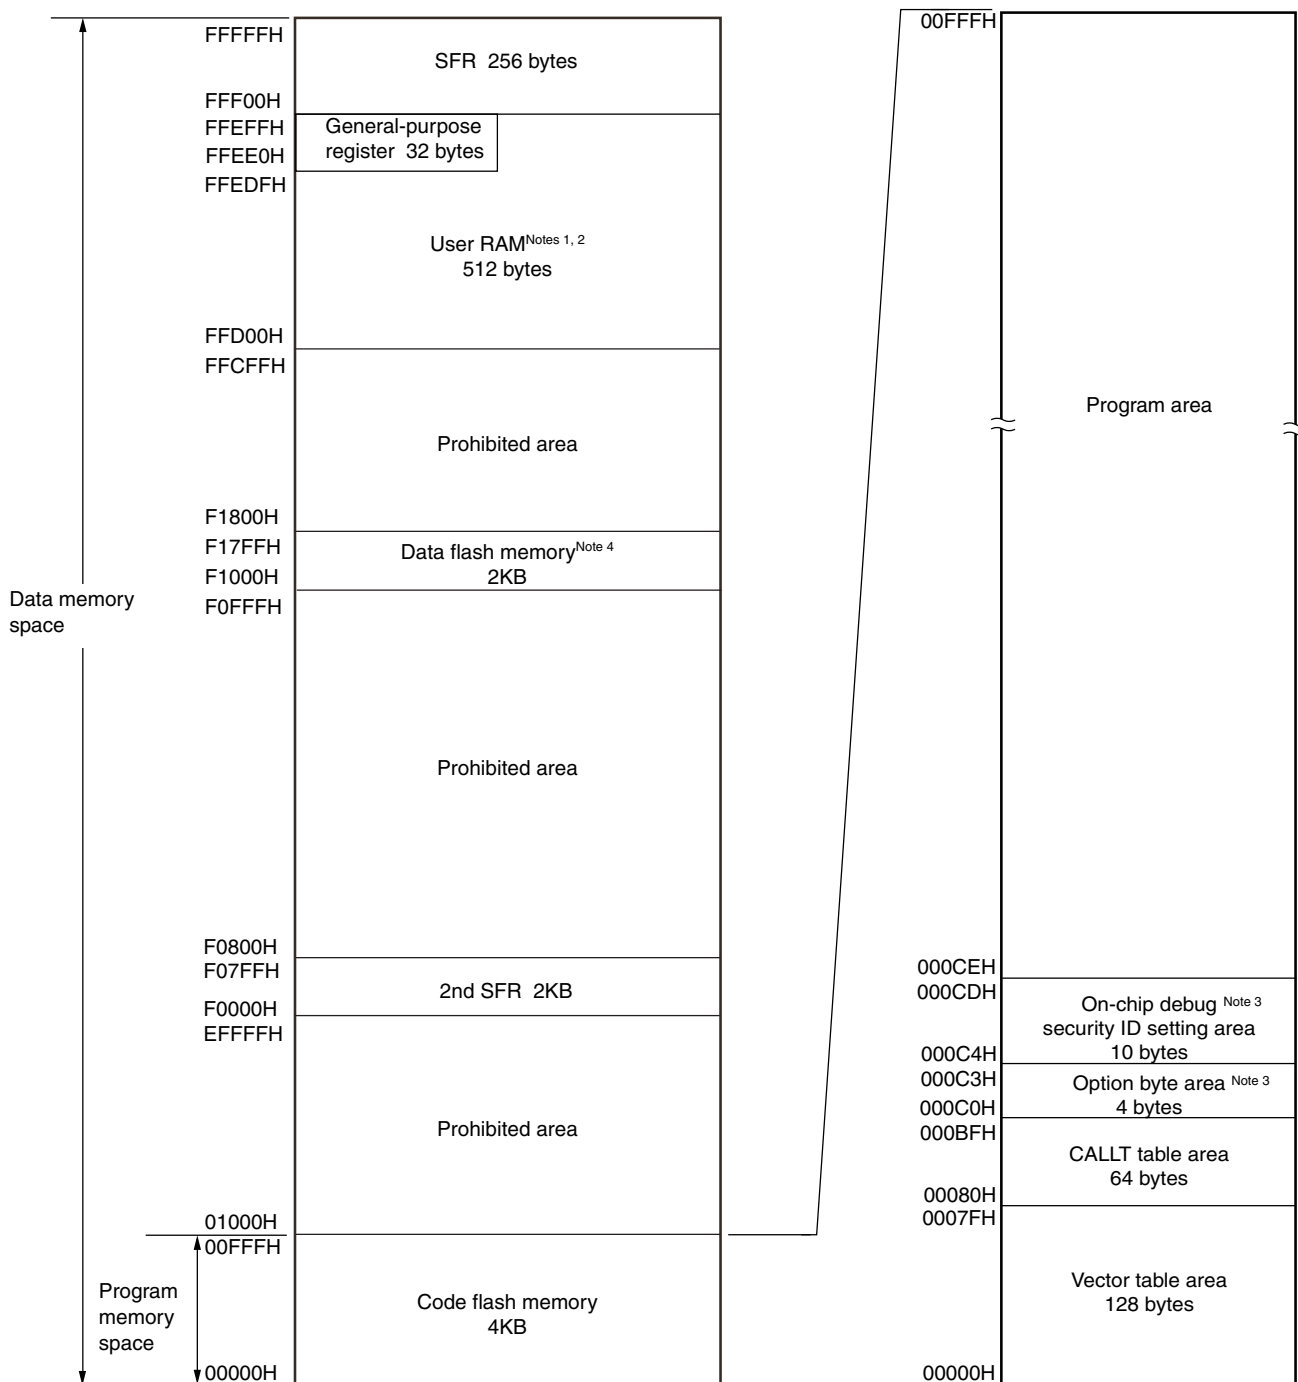 FFFFFH
SFR 256 bytes
FFF00H
FFEFFH
General-purpose
register 32 bytes
FFEE0H
FFEDFH
User RAM Notes 1, 2
512 bytes
FFD00H
FFCFFH
Prohibited area
F1800H
F17FFH
Data flash memory Note 4
2KB
F1000H
F0FFFH
Data memory
space
Prohibited area
F0800H
F07FFH
2nd SFR 2KB
F0000H
EFFFFH
Prohibited area
01000H
00FFFH
Program
memory
space
Code flash memory
4KB
00000H
00FFFH
Program area
000CEH
000CDH
On-chip debug Note 3
security ID setting area
10 bytes
000C4H
000C3H
Option byte area Note 3
4 bytes
000C0H
000BFH
CALLT table area
64 bytes
00080H
0007FH
Vector table area
128 bytes
00000H